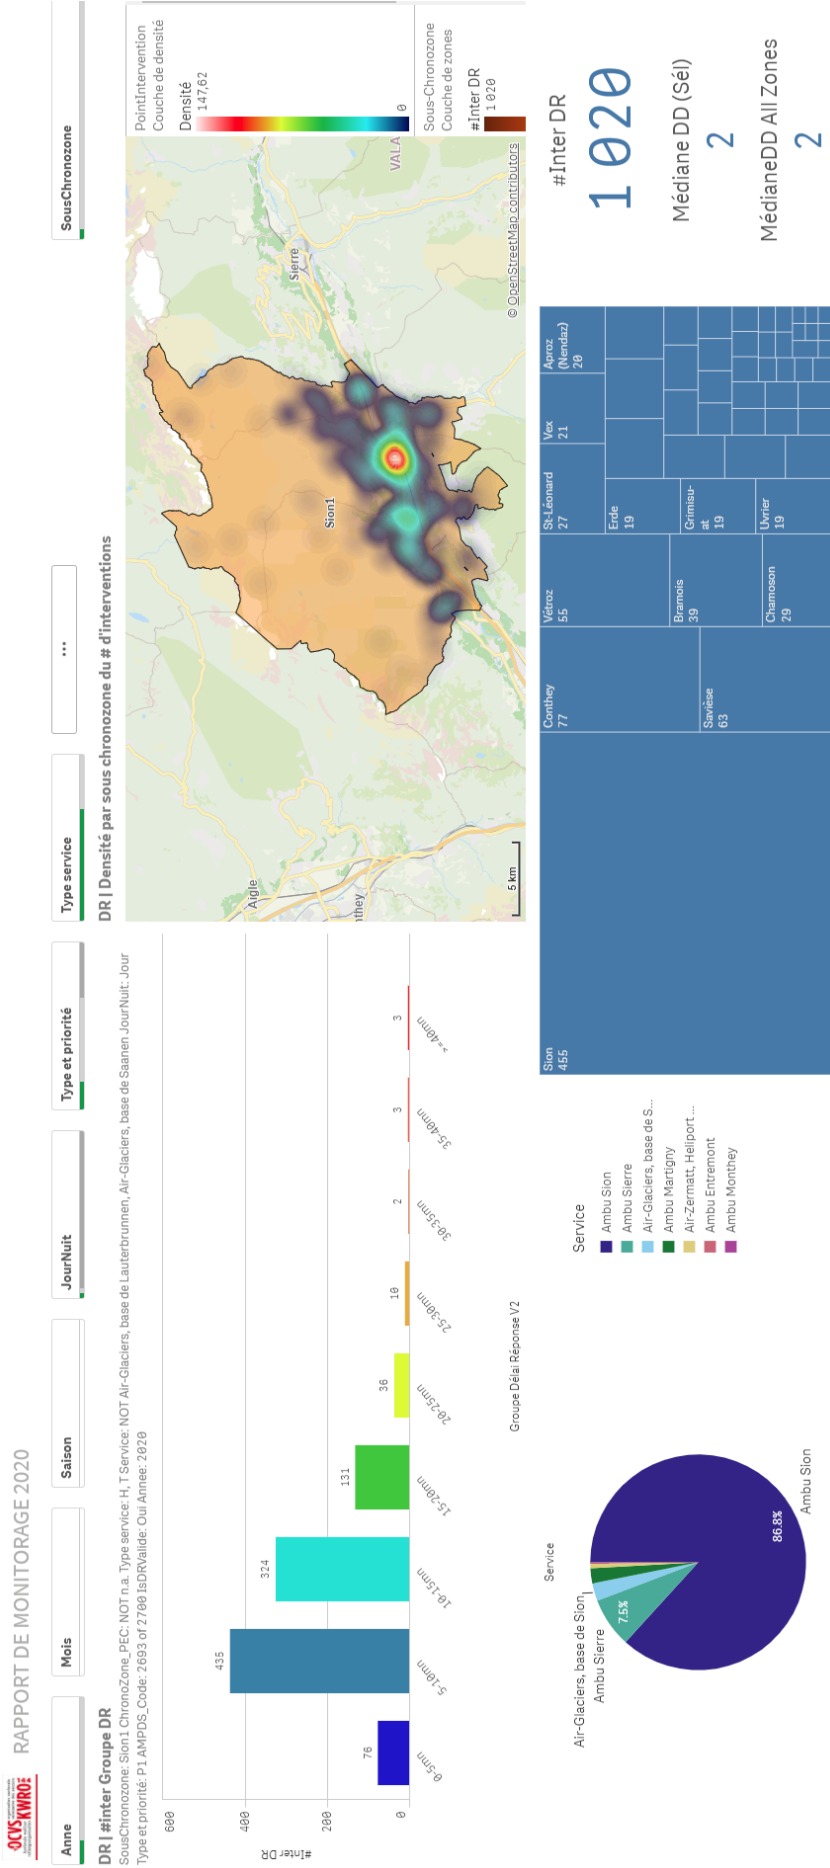 OCVS
KWRO
RAPPORT DE MONITORAGE 2020
Anne
Mois
Saison
JourNuit
Type et priorité
Type service
...
SousChronozone
DR | #inter Groupe DR
SousChronozone: Sion1 ChronoZone_PEC: NOT n.a. Type service: H, T Service: NOT Air-Glaciers, base de Lauterbrunnen, Air-Glaciers, base de Saanen JourNuit: Jour
Type et priorité: P1 AMPDS_Code: 2693 of 2700 IsDRValide: Oui Annee: 2020
#Inter DR
600
400
200
0
76
435
324
131
36
10
2
3
3
0-5mn
5-10mn
10-15mn
15-20mn
20-25mn
25-30mn
30-35mn
35-40mn
>=40mn
Groupe Délai Réponse V2
DR | Densité par sous chronozone du # d'interventions
Aigle
they
Sion1
Sierre
VALA
5 km
© OpenStreetMap contributors
PointIntervention
Couche de densité
Densité
147,62
0
Sous-Chronozone
Couche de zones
#Inter DR
1 020
Service
Air-Glaciers, base de Sion
Ambu Sierre
7.5%
86.8%
Ambu Sion
Service
Ambu Sion
Ambu Sierre
Air-Glaciers, base de S...
Ambu Martigny
Air-Zermatt, Heliport ...
Ambu Entremont
Ambu Monthey
Sion
455
Conthey
77
Savièse
63
Vétroz
55
Bramois
39
Chamoson
29
St-Léonard
27
Vex
21
Aproz
(Nendaz)
20
Erde
19
Grimisu-
at
19
Uvrier
19
#Inter DR
1020
Médiane DD (Sél)
2
MédianeDD All Zones
2